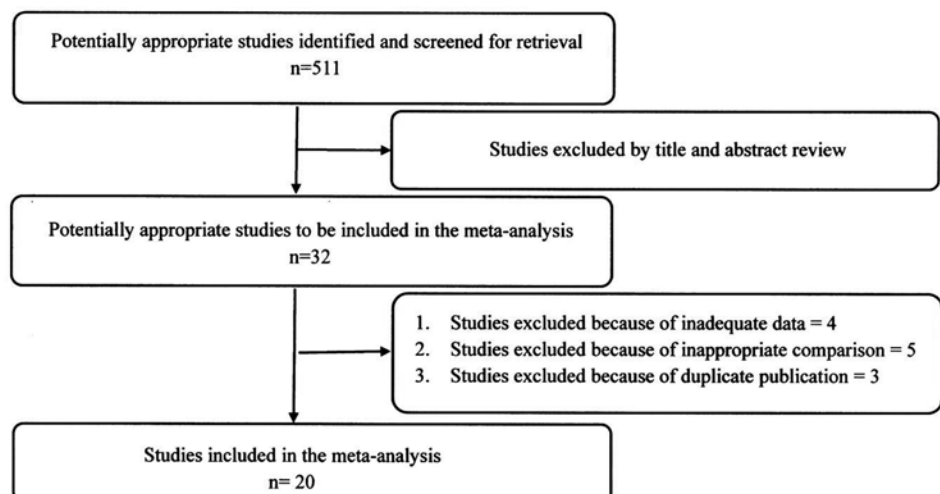 Potentially appropriate studies identified and screened for retrieval
n=511
Studies excluded by title and abstract review
Potentially appropriate studies to be included in the meta-analysis
n=32
1. Studies excluded because of inadequate data = 4
2. Studies excluded because of inappropriate comparison = 5
3. Studies excluded because of duplicate publication = 3
Studies included in the meta-analysis
n= 20